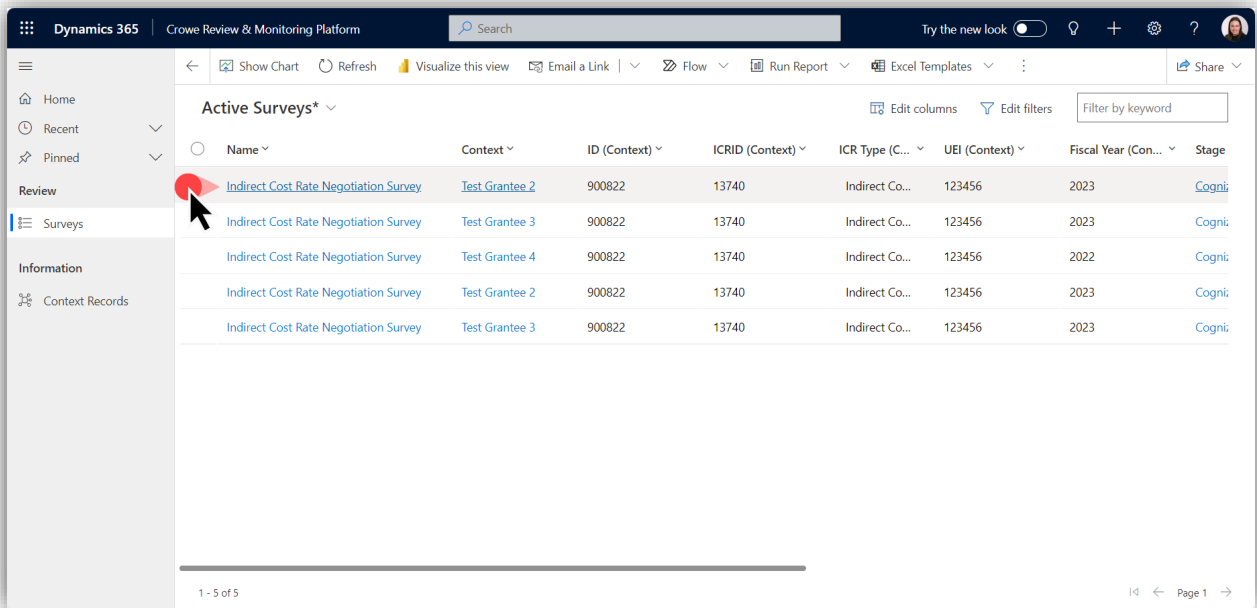 Dynamics 365 Crowe Review & Monitoring Platform Search Try the new look
Show Chart Refresh Visualize this view Email a Link Flow Run Report Excel Templates Share
Home
Recent
Pinned
Review
Surveys
Information
Context Records
Active Surveys* Edit columns Edit filters Filter by keyword
Name Context ID (Context) ICRID (Context) ICR Type (C... UEI (Context) Fiscal Year (Con... Stage
Indirect Cost Rate Negotiation Survey Test Grantee 2 900822 13740 Indirect Co... 123456 2023 Cogniz
Indirect Cost Rate Negotiation Survey Test Grantee 3 900822 13740 Indirect Co... 123456 2023 Cogniz
Indirect Cost Rate Negotiation Survey Test Grantee 4 900822 13740 Indirect Co... 123456 2022 Cogniz
Indirect Cost Rate Negotiation Survey Test Grantee 2 900822 13740 Indirect Co... 123456 2023 Cogniz
Indirect Cost Rate Negotiation Survey Test Grantee 3 900822 13740 Indirect Co... 123456 2023 Cogniz
1 - 5 of 5 Page 1